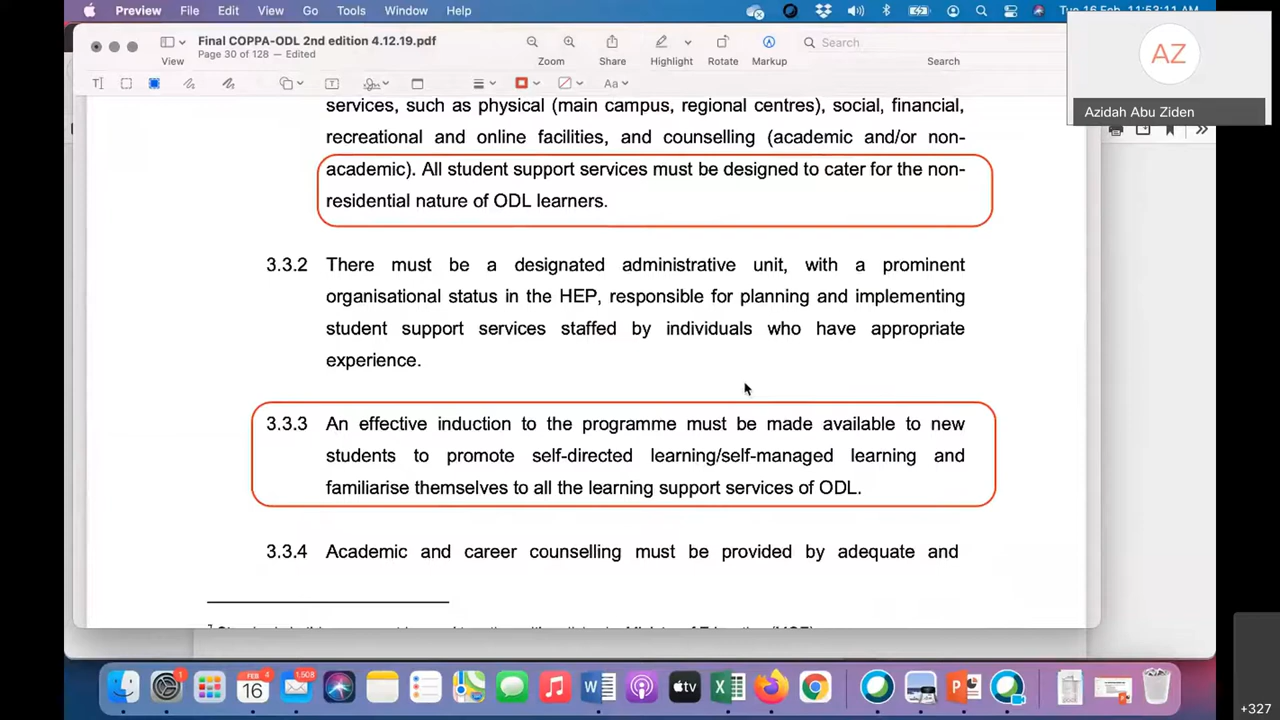 Preview File Edit View Go Tools Window Help Tue 16 Feb 11:53:11 AM
AZ
Azidah Abu Ziden
Final COPPA-ODL 2nd edition 4.12.19.pdf
Page 30 of 128 — Edited
View Zoom Share Highlight Rotate Markup Search
Search
Aa
services, such as physical (main campus, regional centres), social, financial,
recreational and online facilities, and counselling (academic and/or non-
academic). All student support services must be designed to cater for the non-
residential nature of ODL learners.
3.3.2 There must be a designated administrative unit, with a prominent
organisational status in the HEP, responsible for planning and implementing
student support services staffed by individuals who have appropriate
experience.
3.3.3 An effective induction to the programme must be made available to new
students to promote self-directed learning/self-managed learning and
familiarise themselves to all the learning support services of ODL.
3.3.4 Academic and career counselling must be provided by adequate and
1
FEB 4
16
1,508
tv
+327